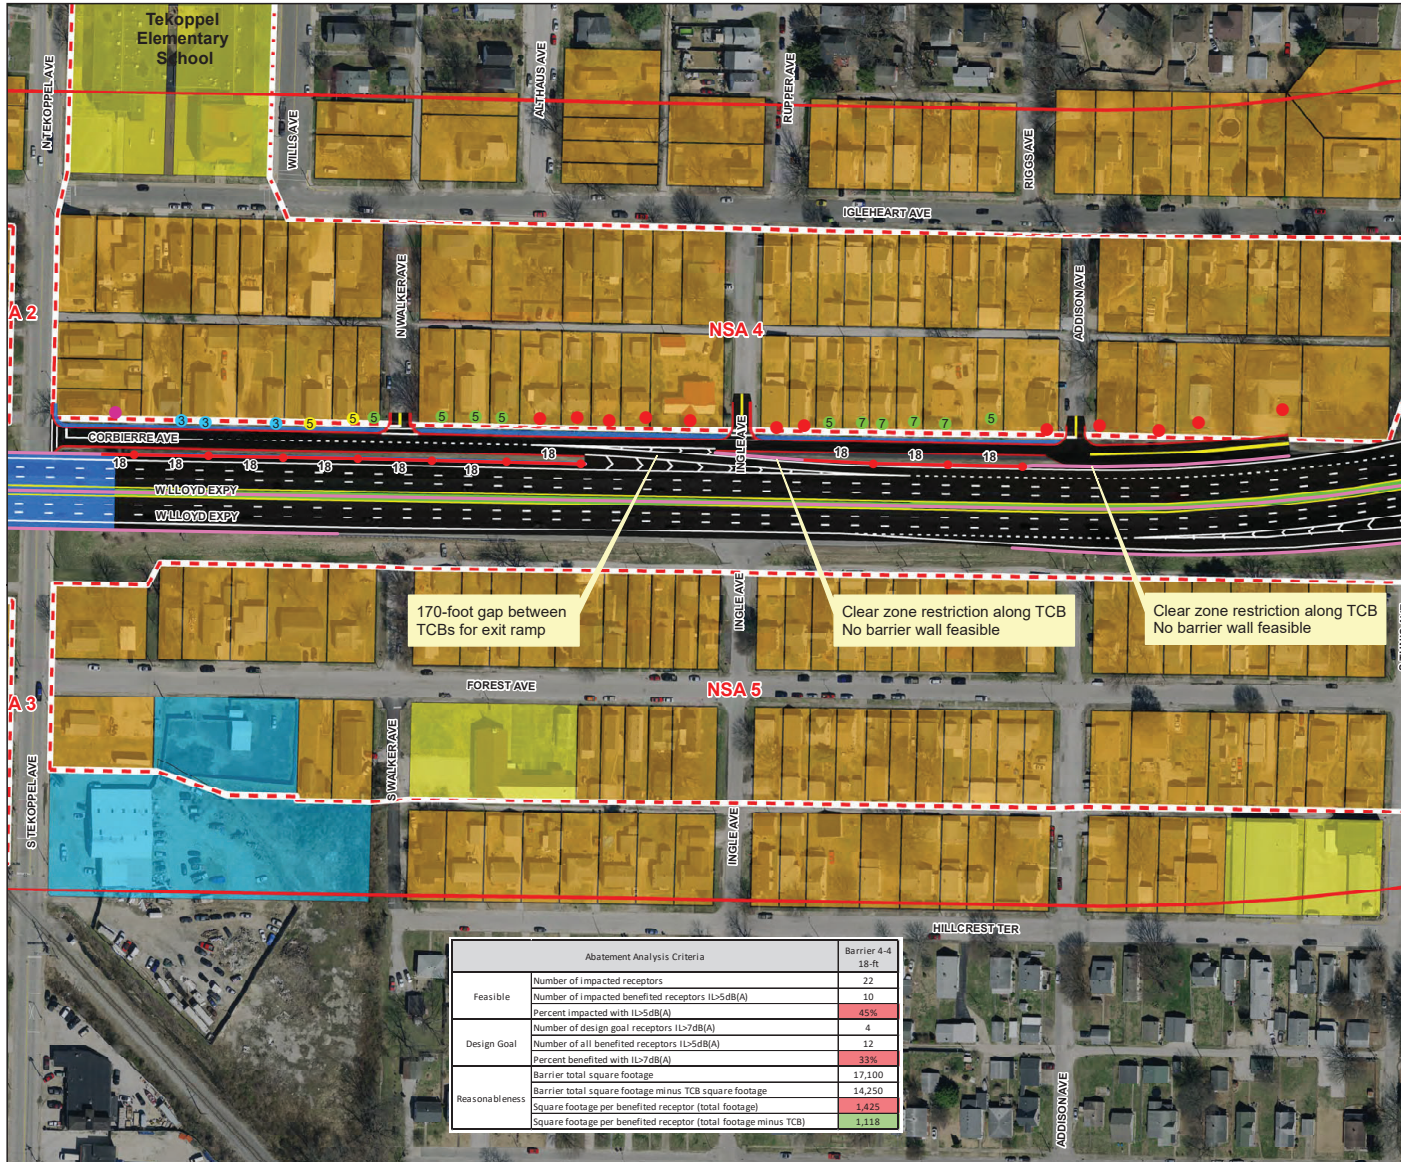 Tekoppel
Elementary
School
N TEKOPPEL AVE
WILLS AVE
ALTHAUS AVE
RUPPER AVE
RIGGS AVE
IGLEHEART AVE
N WALKER AVE
ADDISON AVE
A 2
NSA 4
3
3
3
5
5
5
5
5
5
5
7
7
7
7
5
CORBIERRE AVE
INGLE AVE
18
18
18
18
18
18
18
18
18
18
18
W LLOYD EXPY
W LLOYD EXPY
170-foot gap between
TCBs for exit ramp
INGLE AVE
Clear zone restriction along TCB
No barrier wall feasible
Clear zone restriction along TCB
No barrier wall feasible
FOREST AVE
NSA 5
A 3
S TEKOPPEL AVE
S WALKER AVE
INGLE AVE
HILLCREST TER
Abatement Analysis Criteria Barrier 4-4
18-ft
Feasible
Number of impacted receptors 22
Number of impacted benefited receptors IL>5dB(A) 10
Percent impacted with IL>5dB(A) 45%
Design Goal
Number of design goal receptors IL>7dB(A) 4
Number of all benefited receptors IL>5dB(A) 12
Percent benefited with IL>7dB(A) 33%
Reasonableness
Barrier total square footage 17,100
Barrier total square footage minus TCB square footage 14,250
Square footage per benefited receptor (total footage) 1,425
Square footage per benefited receptor (total footage minus TCB) 1,118
ADDISON AVE